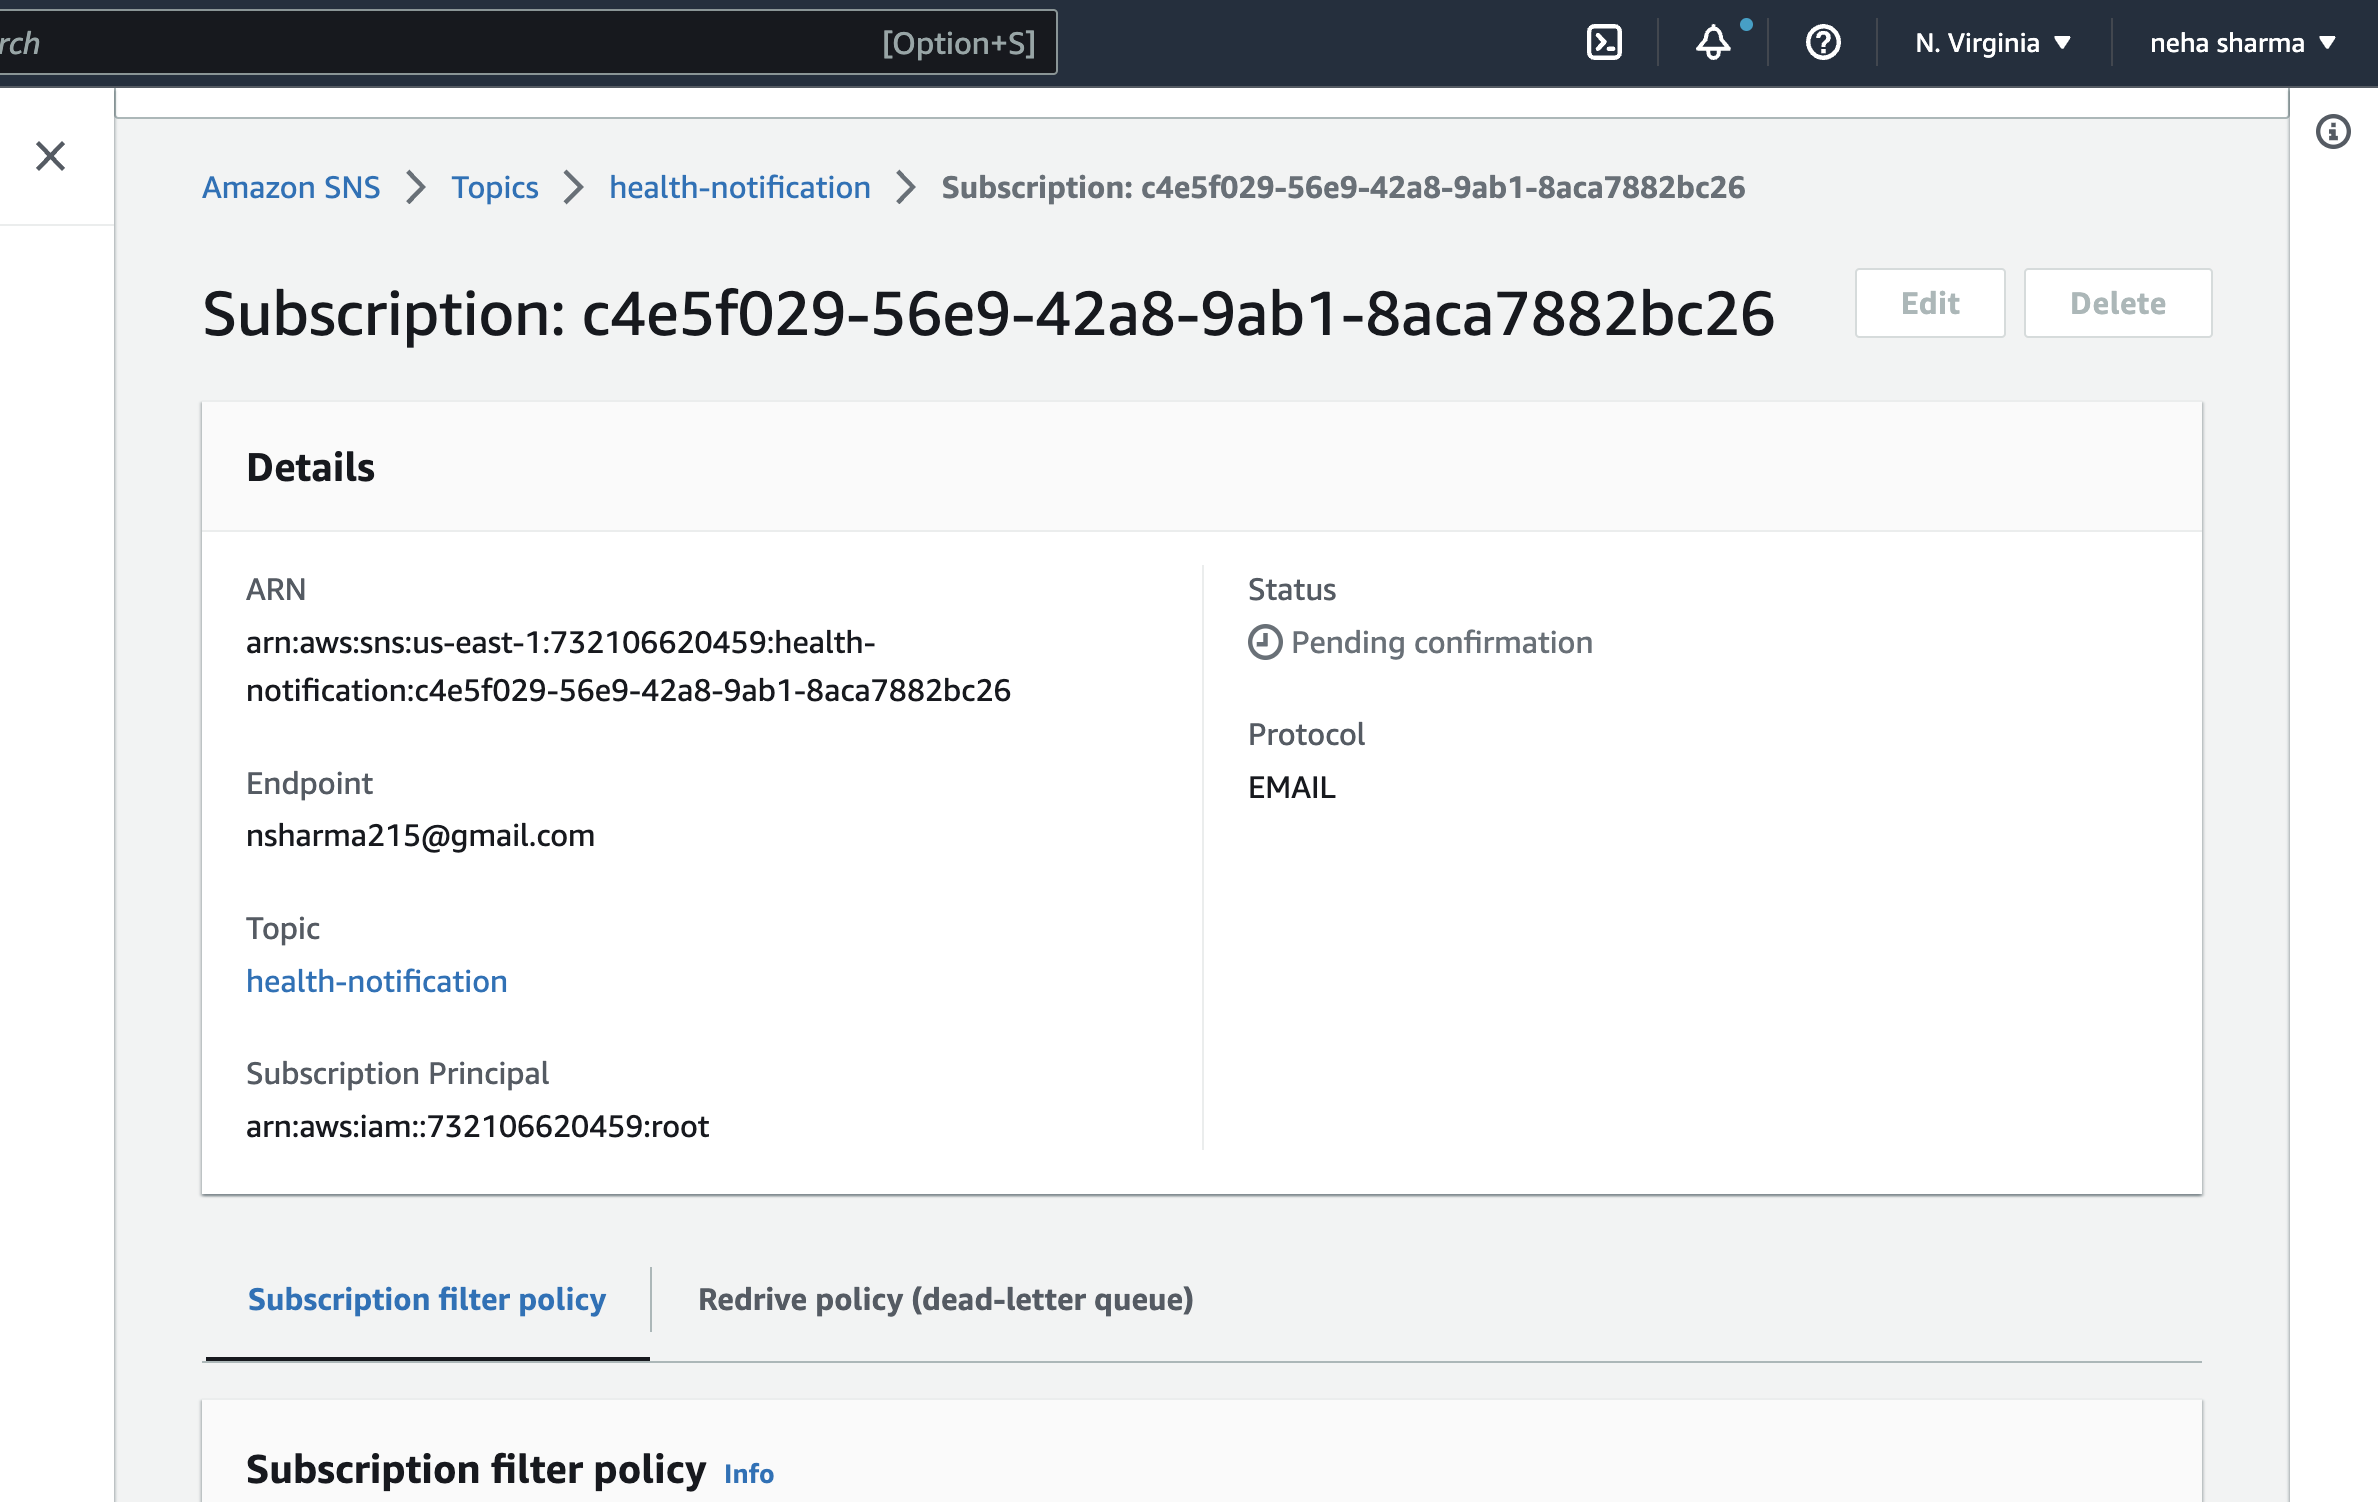 rch [Option+S] N. Virginia neha sharma
Amazon SNS Topics health-notification Subscription: c4e5f029-56e9-42a8-9ab1-8aca7882bc26
Subscription: c4e5f029-56e9-42a8-9ab1-8aca7882bc26 Edit Delete
Details
ARN
arn:aws:sns:us-east-1:732106620459:health-
notification:c4e5f029-56e9-42a8-9ab1-8aca7882bc26
Endpoint
nsharma215@gmail.com
Topic
health-notification
Subscription Principal
arn:aws:iam::732106620459:root
Status
Pending confirmation
Protocol
EMAIL
Subscription filter policy Redrive policy (dead-letter queue)
Subscription filter policy Info